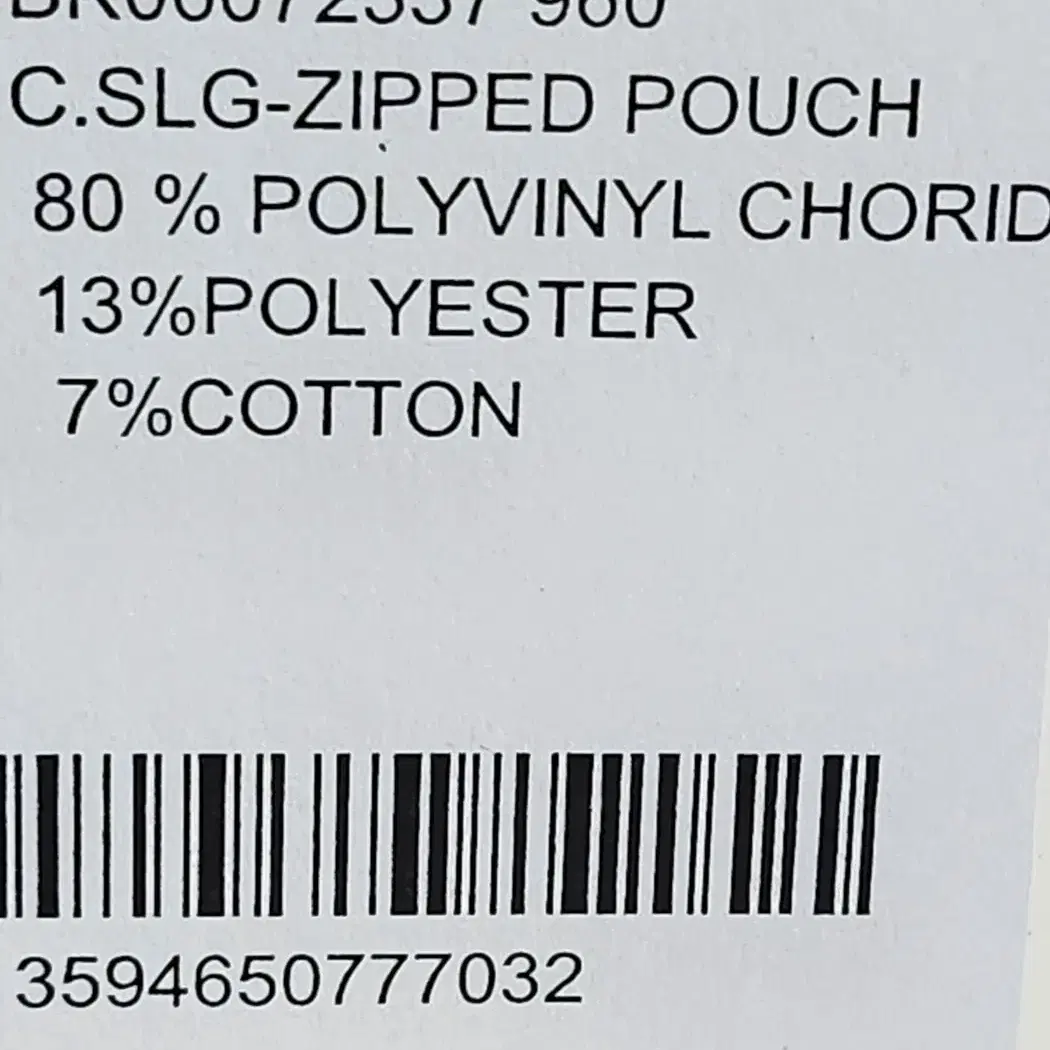 C.SLG-ZIPPED POUCH
80 % POLYVINYL CHORID
13%POLYESTER
7%COTTON
3594650777032